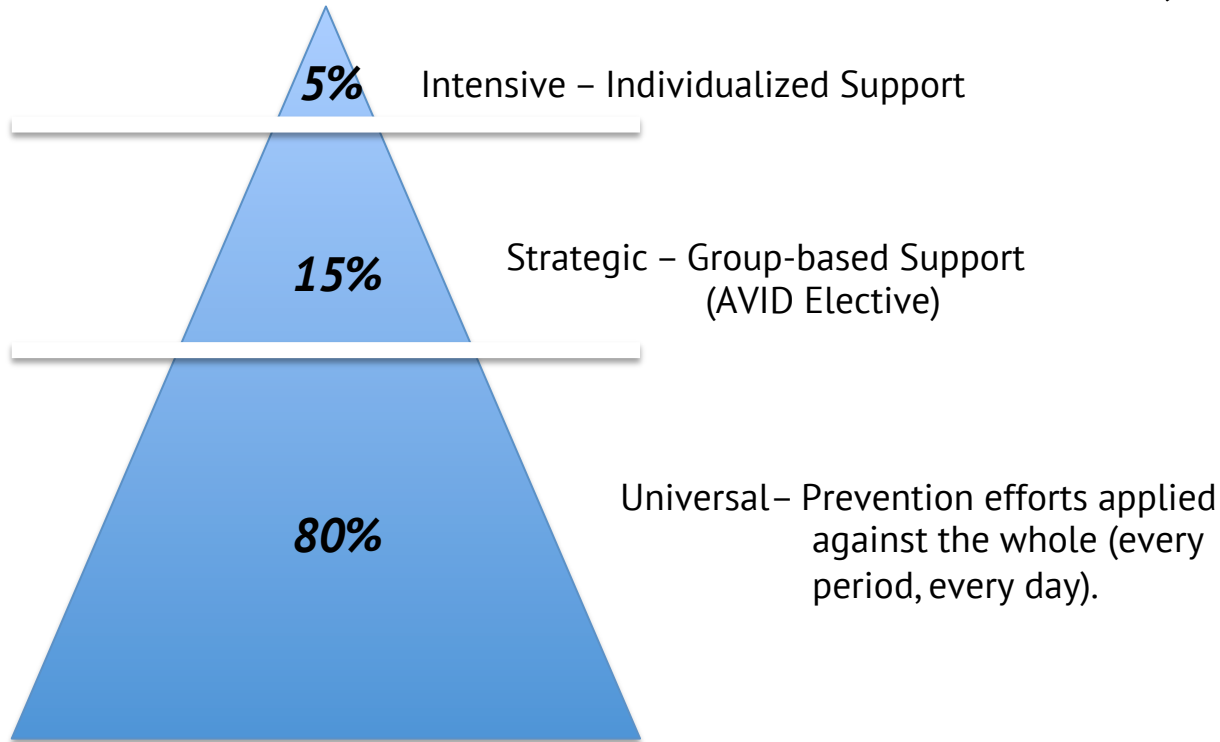 5% Intensive – Individualized Support
15% Strategic – Group-based Support
(AVID Elective)
80% Universal– Prevention efforts applied
against the whole (every
period, every day).